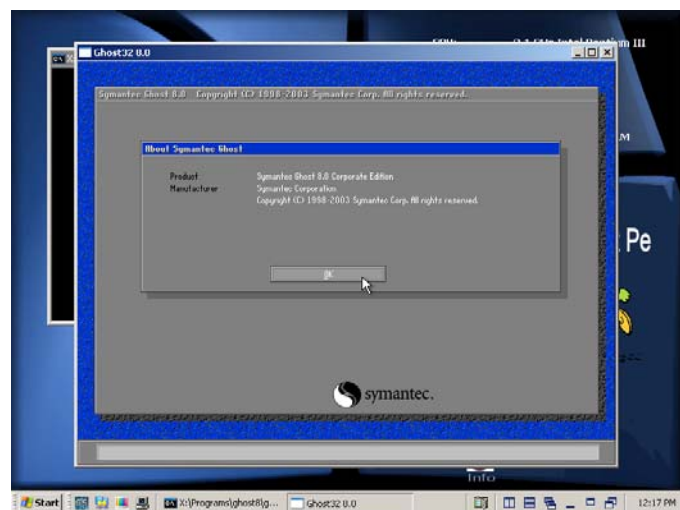 Ghost32 8.0
Symantec Ghost 8.0 Copyright (C) 1998-2003 Symantec Corp. All rights reserved.
About Symantec Ghost
Product Symantec Ghost 8.0 Corporate Edition
Manufacturer Symantec Corporation
Copyright (C) 1998-2003 Symantec Corp. All rights reserved.
OK
symantec.
III
Pe
Info
Start
X:\Programs\ghost8\g...
Ghost32 8.0
12:17 PM